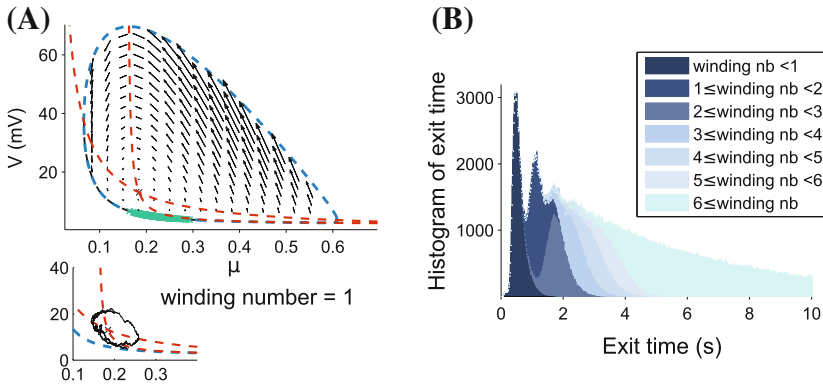 (A)
V (mV)
60
40
20
0.1 0.2 0.3 0.4 0.5 0.6
μ
40
20
0
0.1 0.2 0.3
winding number = 1
(B)
Histogram of exit time
3000
2000
1000
0 2 4 6 8 10
Exit time (s)
winding nb <1
1≤winding nb <2
2≤winding nb <3
3≤winding nb <4
4≤winding nb <5
5≤winding nb <6
6≤winding nb